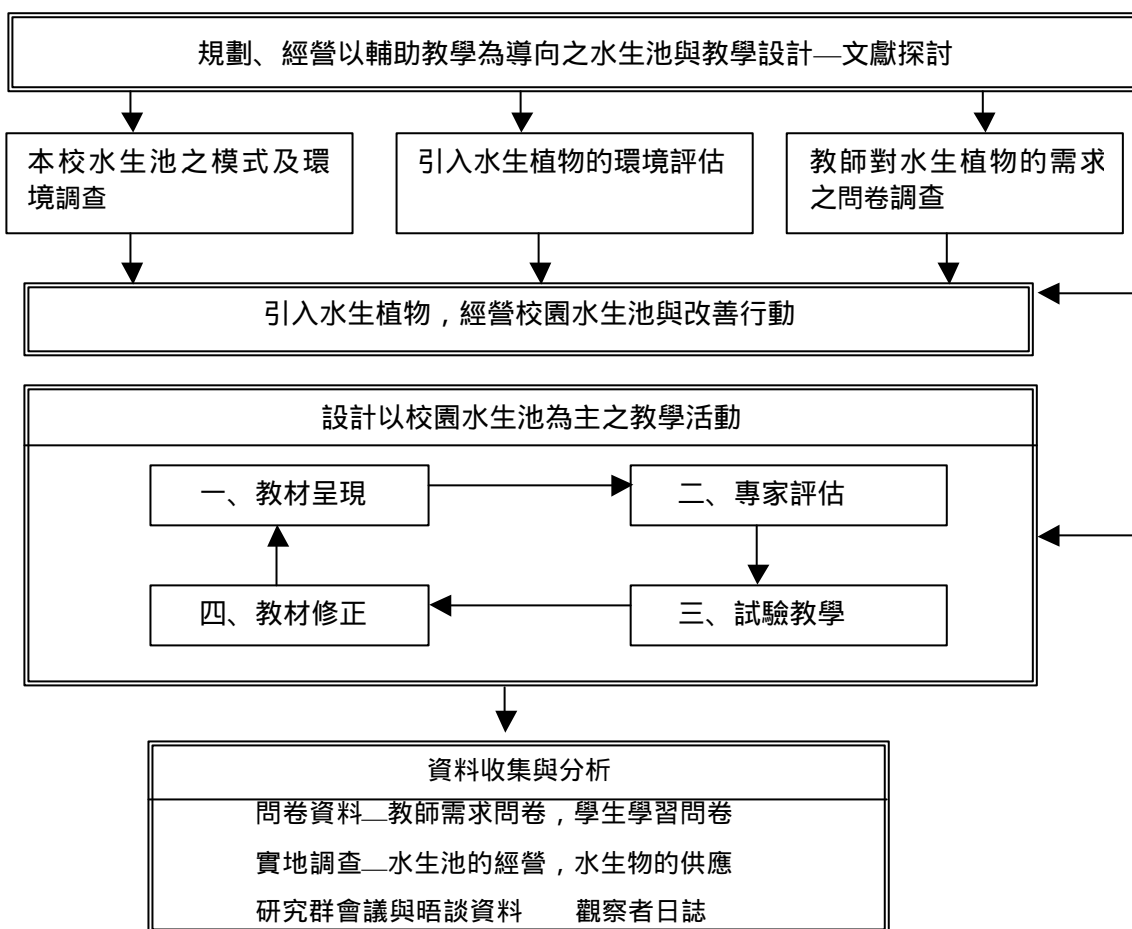 規劃、經營以輔助教學為導向之水生池與教學設計—文獻探討
本校水生池之模式及環
境調查
引入水生植物的環境評估
教師對水生植物的需求
之問卷調查
引入水生植物，經營校園水生池與改善行動
設計以校園水生池為主之教學活動
一、教材呈現
二、專家評估
四、教材修正
三、試驗教學
資料收集與分析
問卷資料—教師需求問卷，學生學習問卷
實地調查—水生池的經營，水生物的供應
研究群會議與晤談資料　　觀察者日誌